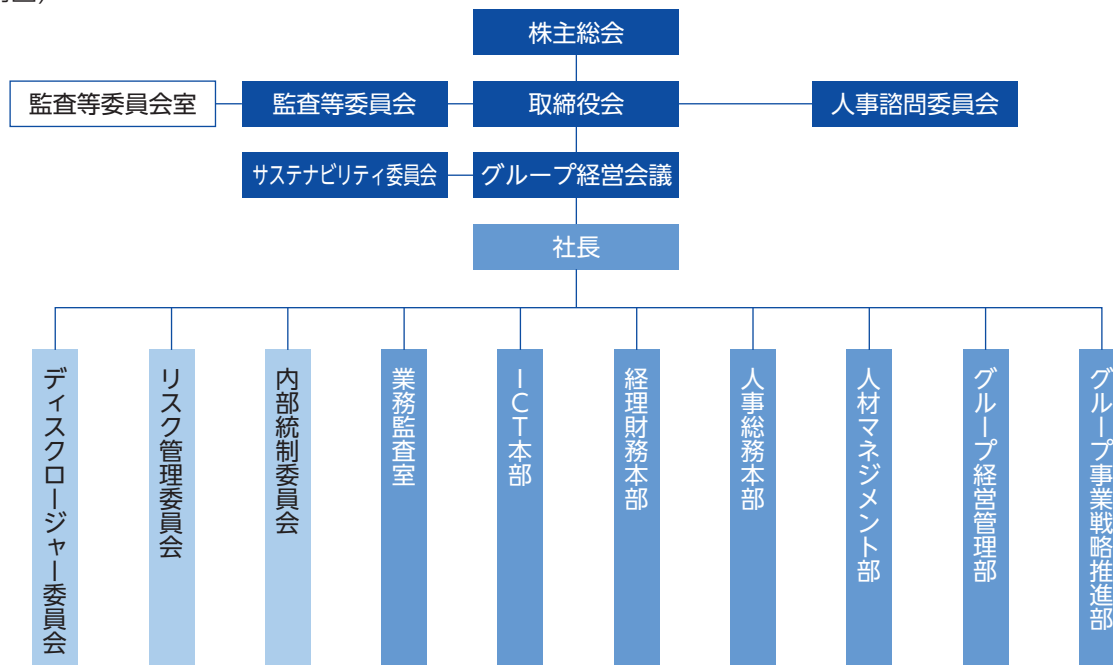 株主総会
監査等委員会室
監査等委員会
取締役会
人事諮問委員会
サステナビリティ委員会
グループ経営会議
社長
ディスクロージャー委員会
リスク管理委員会
内部統制委員会
業務監査室
ICT本部
経理財務本部
人事総務本部
人材マネジメント部
グループ経営管理部
グループ事業戦略推進部